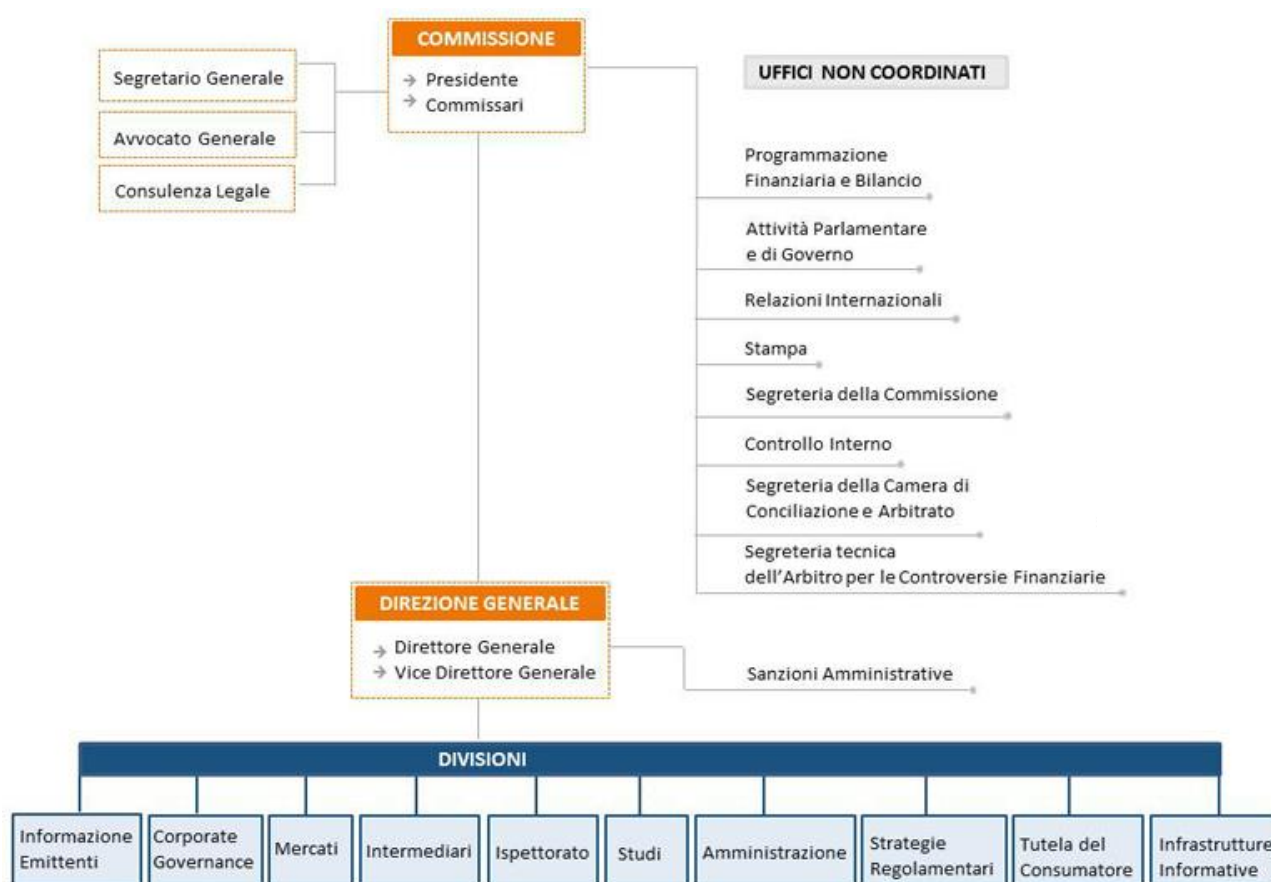 COMMISSIONE
Presidente
Commissari
Segretario Generale
Avvocato Generale
Consulenza Legale
UFFICI NON COORDINATI
Programmazione
Finanziaria e Bilancio
Attività Parlamentare
e di Governo
Relazioni Internazionali
Stampa
Segreteria della Commissione
Controllo Interno
Segreteria della Camera di
Conciliazione e Arbitrato
Segreteria tecnica
dell'Arbitro per le Controversie Finanziarie
DIREZIONE GENERALE
Direttore Generale
Vice Direttore Generale
Sanzioni Amministrative
DIVISIONI
Informazione
Emittenti
Corporate
Governance
Mercati
Intermediari
Ispettorato
Studi
Amministrazione
Strategie
Regolamentari
Tutela del
Consumatore
Infrastrutture
Informative